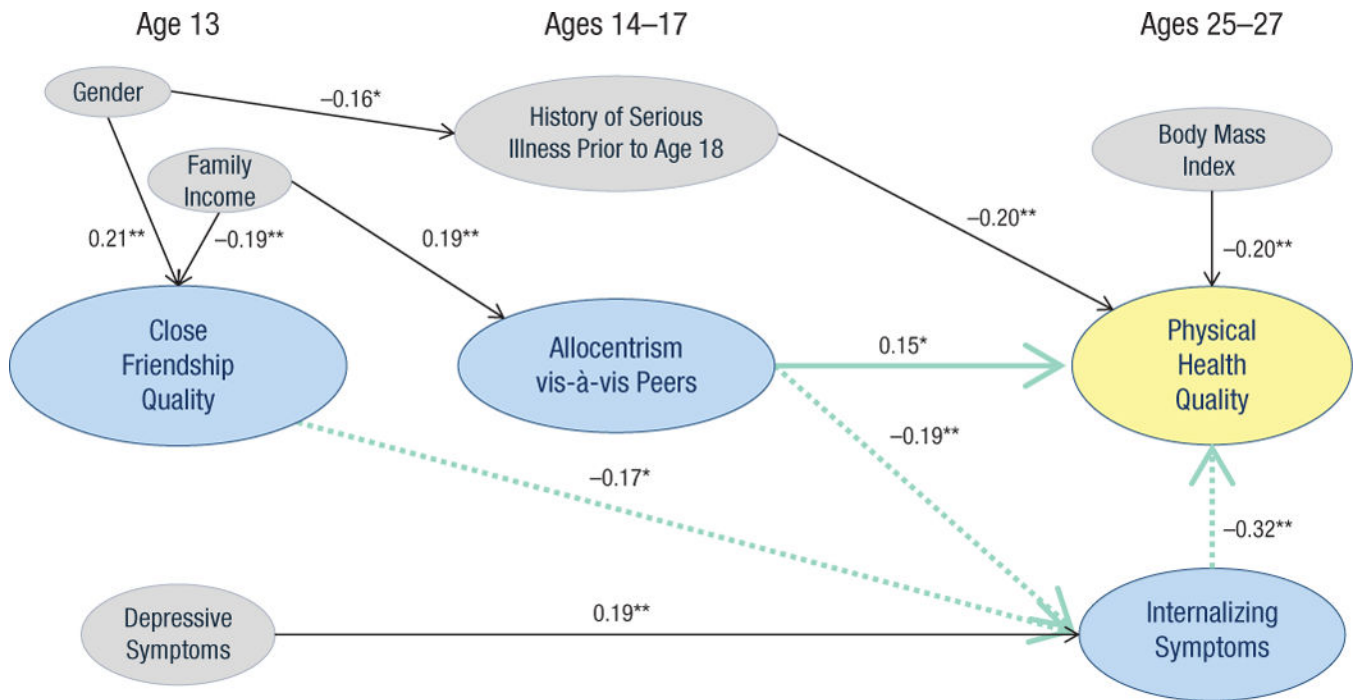 Age 13
Ages 14–17
Ages 25–27
Gender
–0.16*
History of Serious
Illness Prior to Age 18
Body Mass
Index
Family
Income
0.21**
–0.19**
0.19**
–0.20**
–0.20**
Close
Friendship
Quality
Allocentrism
vis-à-vis Peers
0.15*
Physical
Health
Quality
–0.19**
–0.17*
–0.32**
Depressive
Symptoms
0.19**
Internalizing
Symptoms